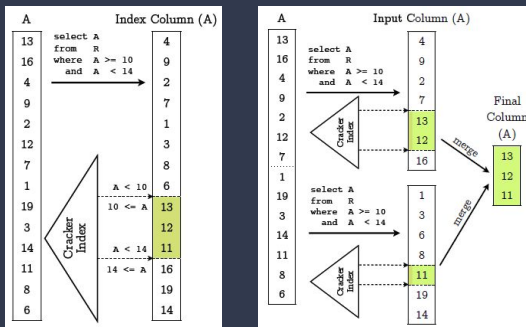 A
Index Column (A)
13
16
4
9
2
12
7
1
19
3
14
11
8
6
select A
from R
where A >= 10
and A < 14
Cracker
Index
A < 10
10 <= A
A < 14
14 <= A
4
9
2
7
1
3
8
6
13
12
11
16
19
14
A
Input Column (A)
13
16
4
9
2
12
7
1
19
3
14
11
8
6
select A
from R
where A >= 10
and A < 14
Cracker
Index
4
9
2
7
13
12
16
select A
from R
where A >= 10
and A < 14
Cracker
Index
1
3
6
8
11
19
14
merge
merge
Final
Column
(A)
13
12
11